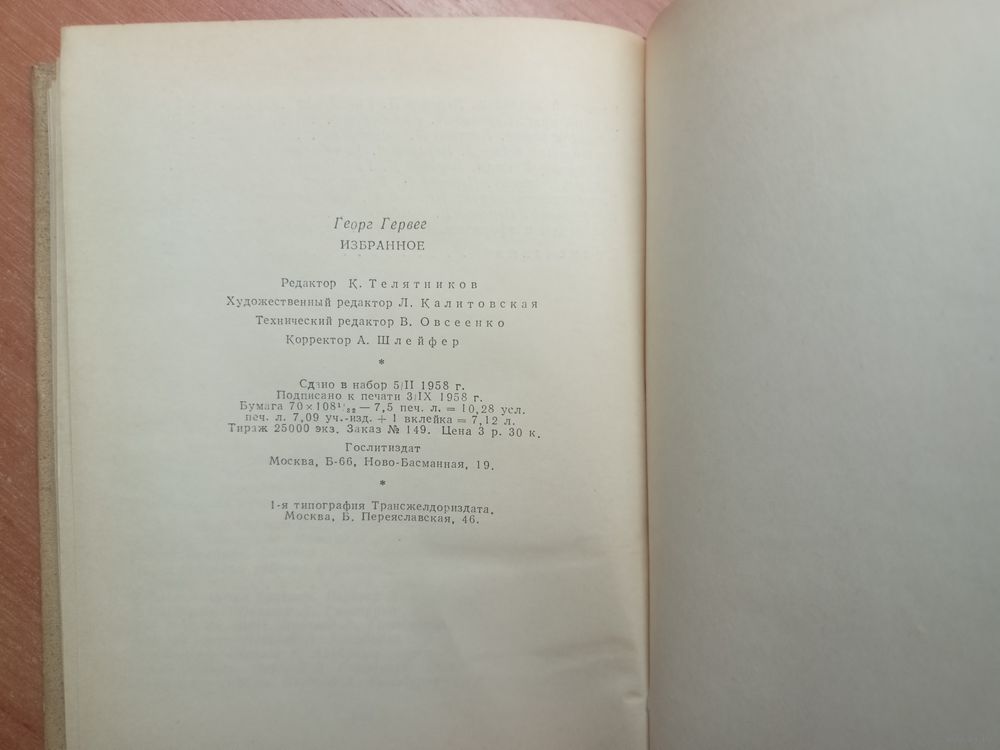 Георг Гервег
ИЗБРАННОЕ
Редактор К. Телятников
Художественный редактор Л. Калитовская
Технический редактор В. Овсеенко
Корректор А. Шлейфер
*
Сдано в набор 5/II 1958 г.
Подписано к печати 3/IX 1958 г.
Бумага 70×108¹/₃₂ — 7,5 печ. л. = 10,28 усл.
печ. л. 7,09 уч.-изд. + 1 вклейка = 7,12 л.
Тираж 25000 экз. Заказ № 149. Цена 3 р. 30 к.
Гослитиздат
Москва, Б-66, Ново-Басманная, 19.
*
1-я типография Трансжелдориздата.
Москва, Б. Переяславская, 46.